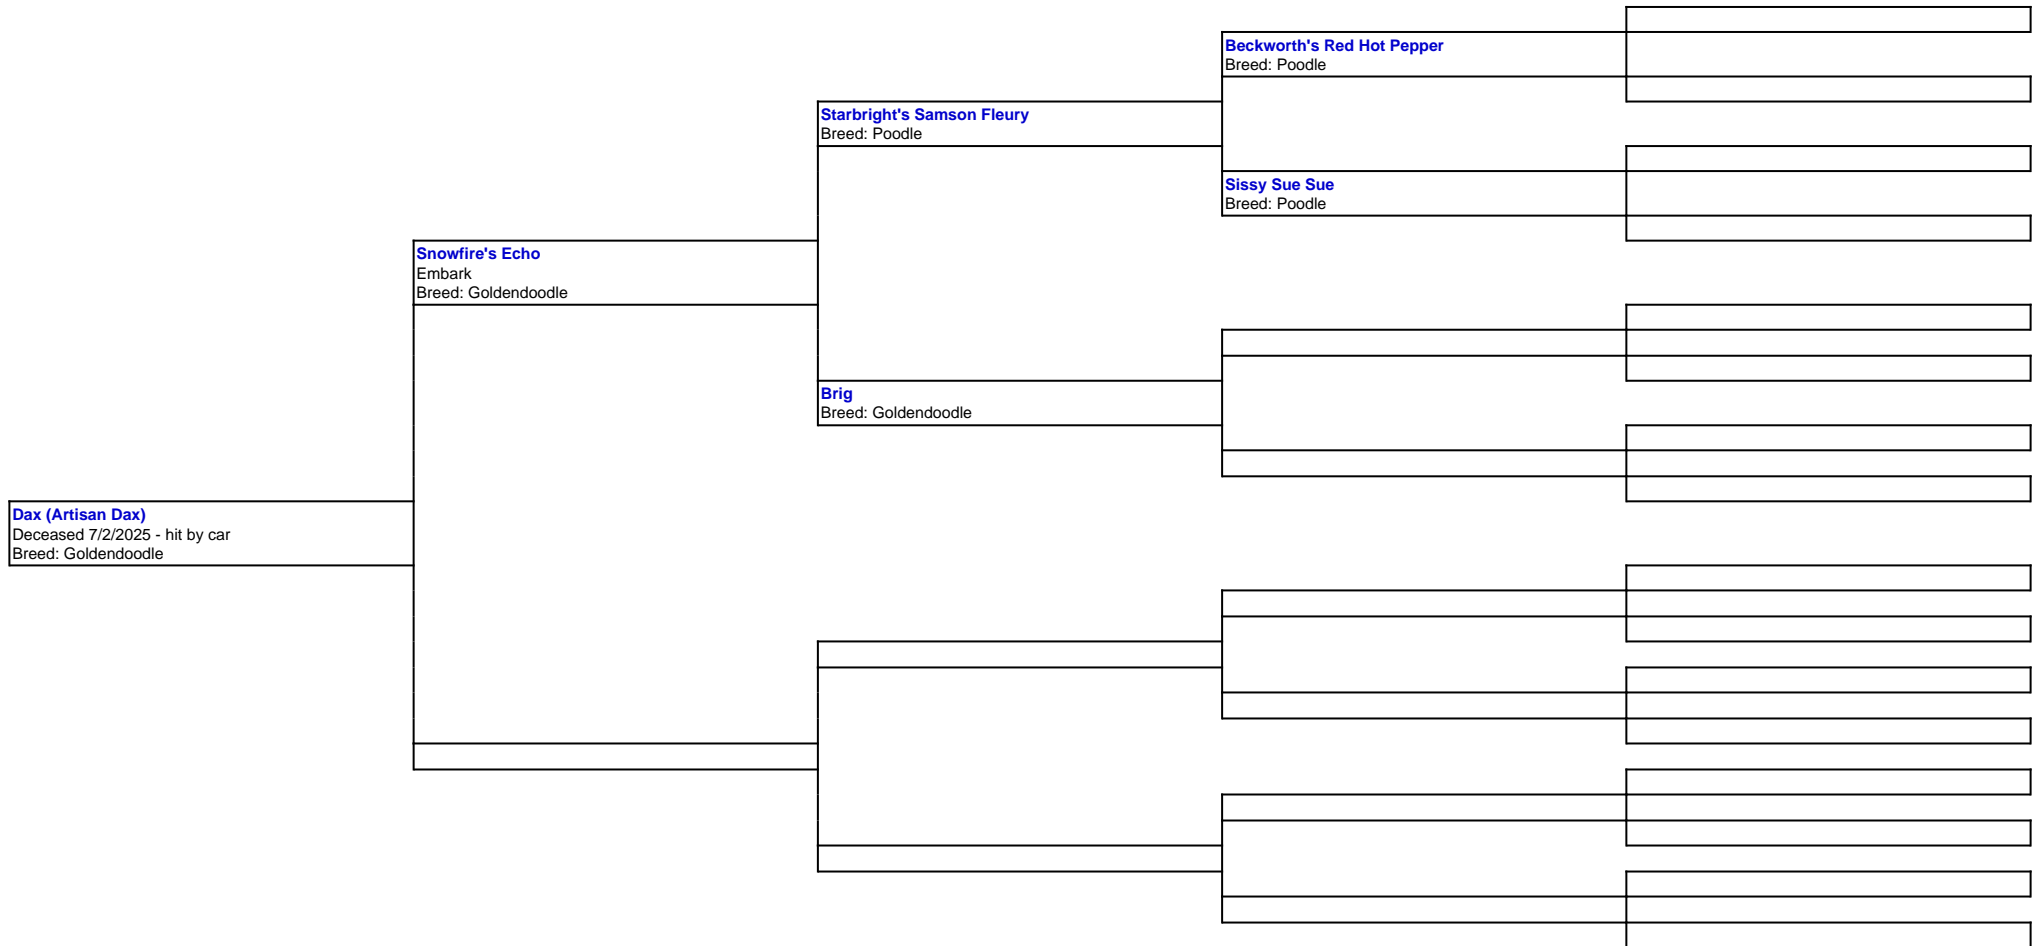 Beckworth's Red Hot Pepper
Breed: Poodle
Starbright's Samson Fleury
Breed: Poodle
Sissy Sue Sue
Breed: Poodle
Snowfire's Echo
Embark
Breed: Goldendoodle
Brig
Breed: Goldendoodle
Dax (Artisan Dax)
Deceased 7/2/2025 - hit by car
Breed: Goldendoodle